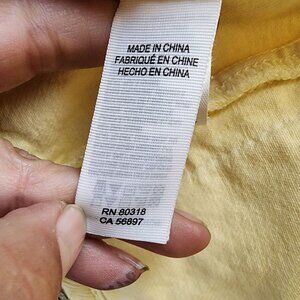 MADE IN CHINA
FABRIQUÉ EN CHINE
HECHO EN CHINA
RN 80318
CA 56897